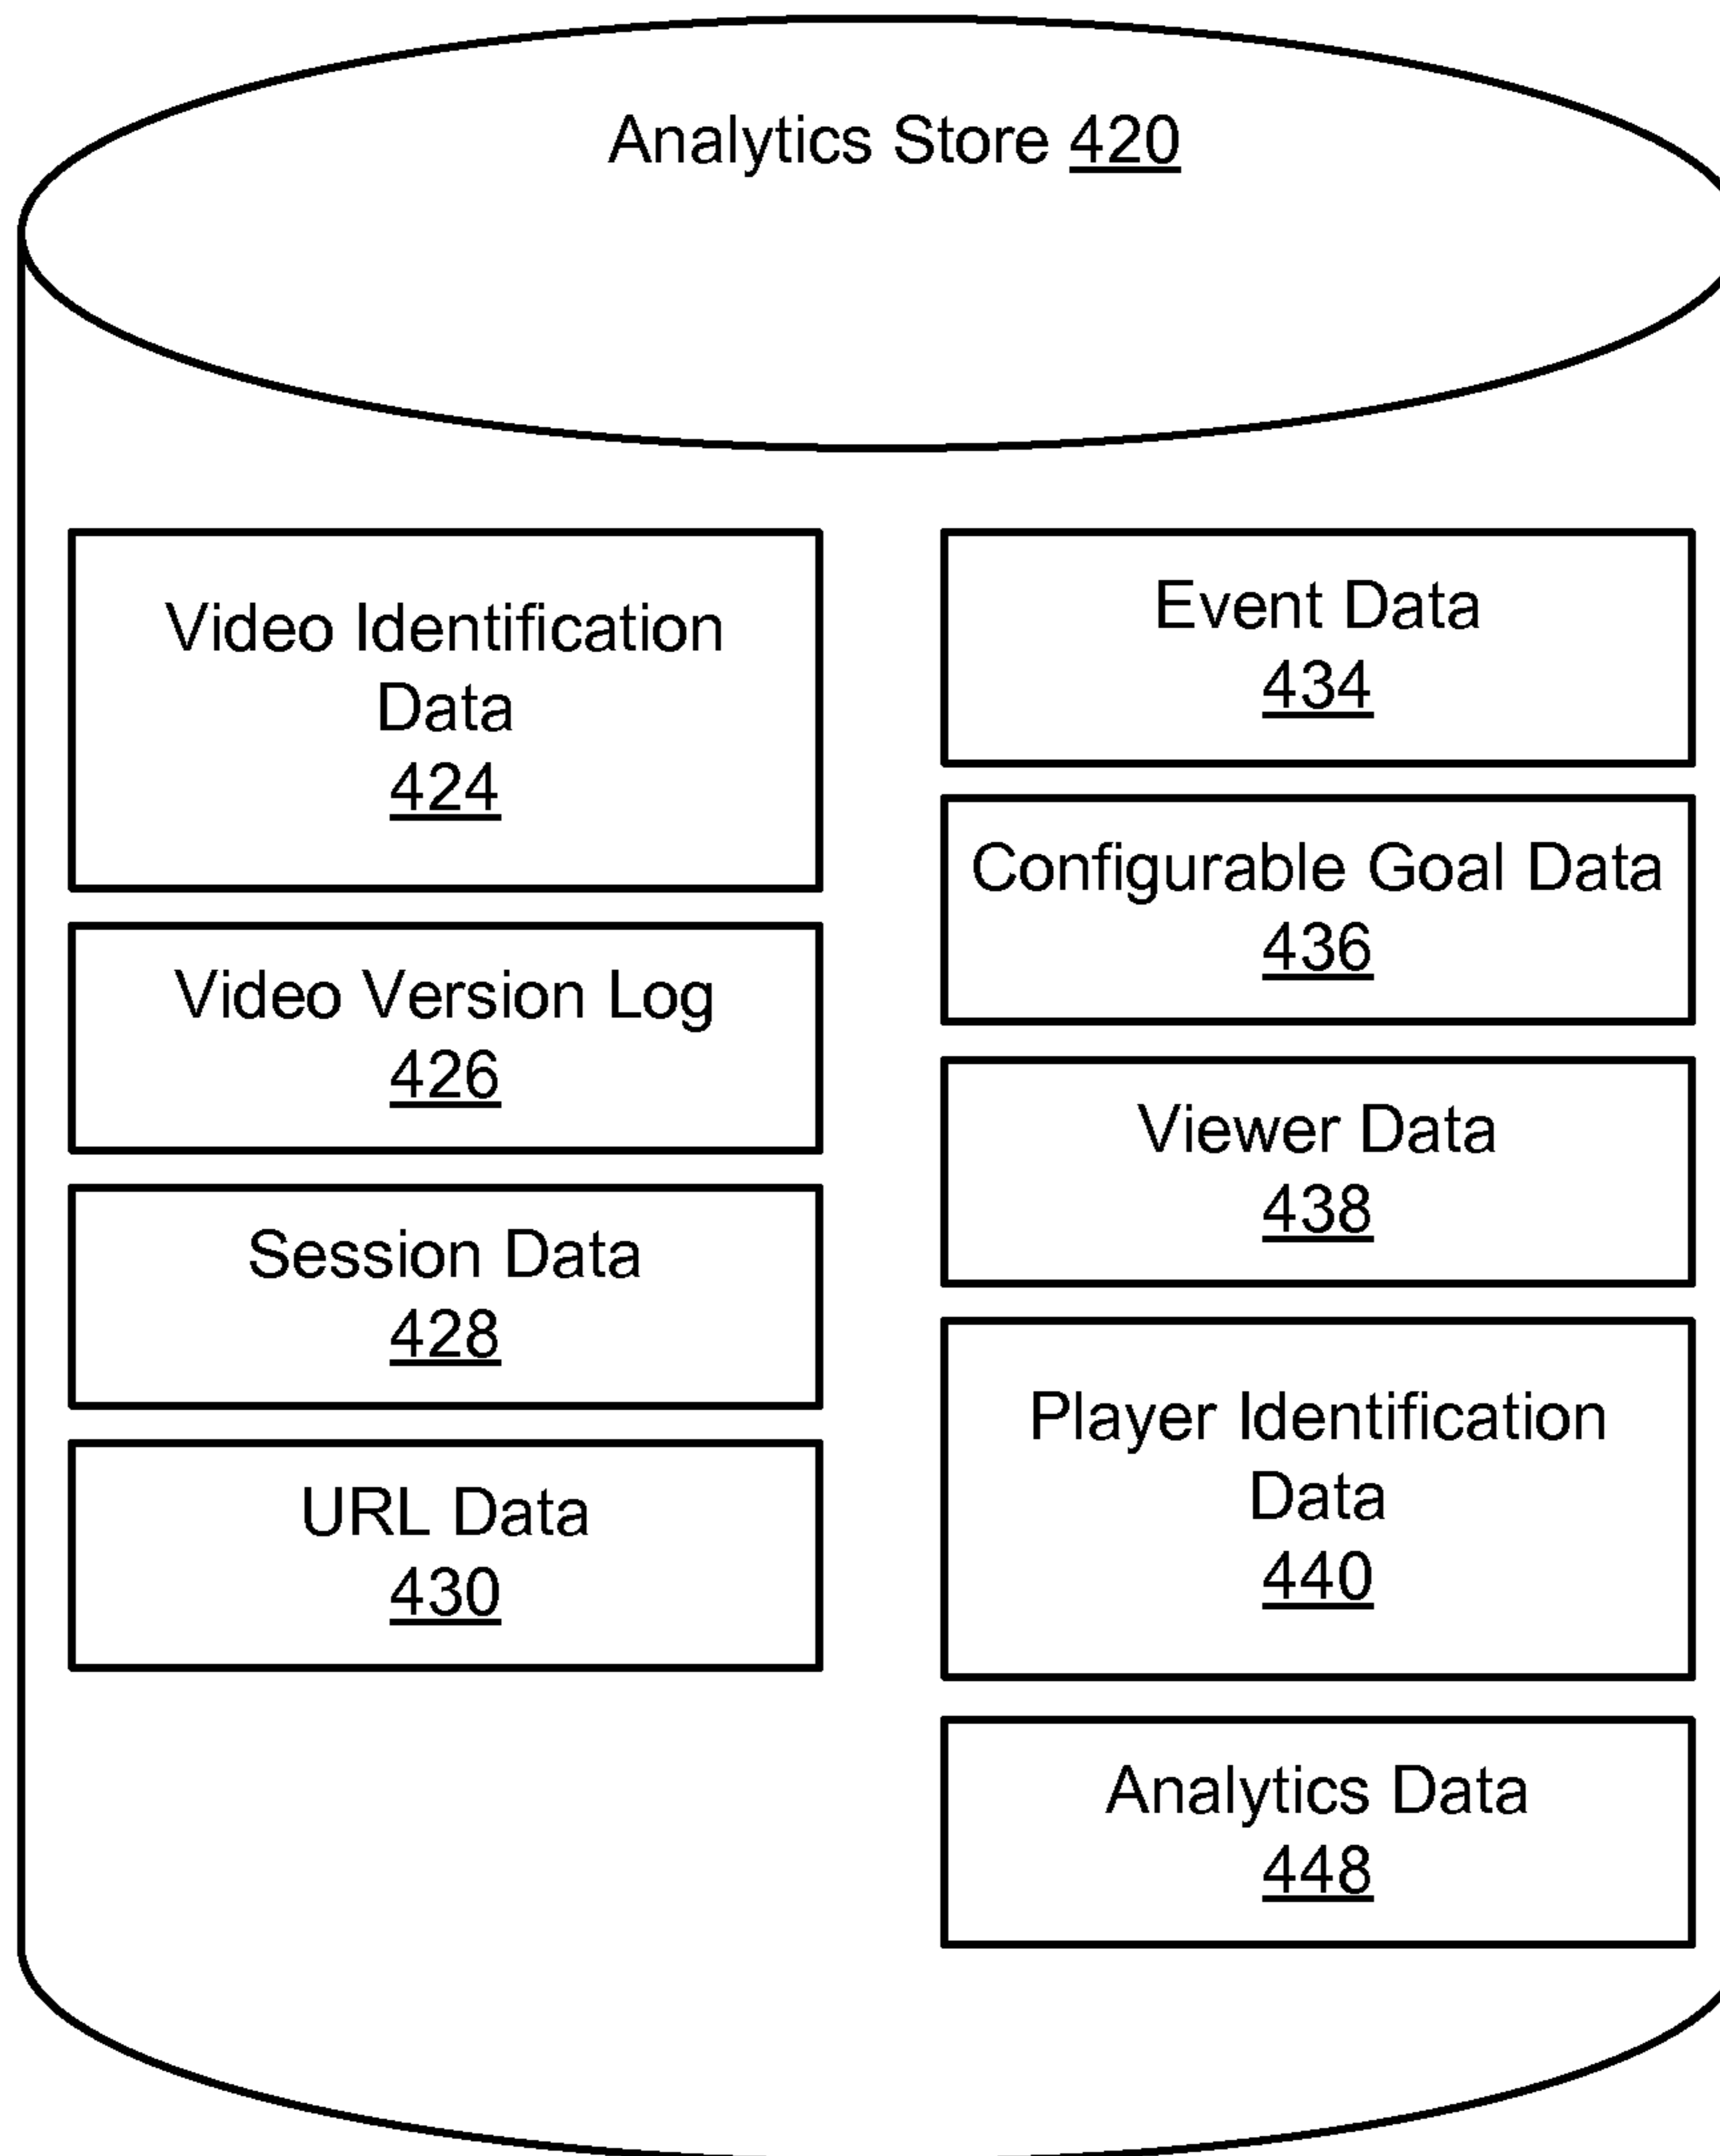 Analytics Store 420
Video Identification
Data
424
Video Version Log
426
Session Data
428
URL Data
430
Event Data
434
Configurable Goal Data
436
Viewer Data
438
Player Identification
Data
440
Analytics Data
448